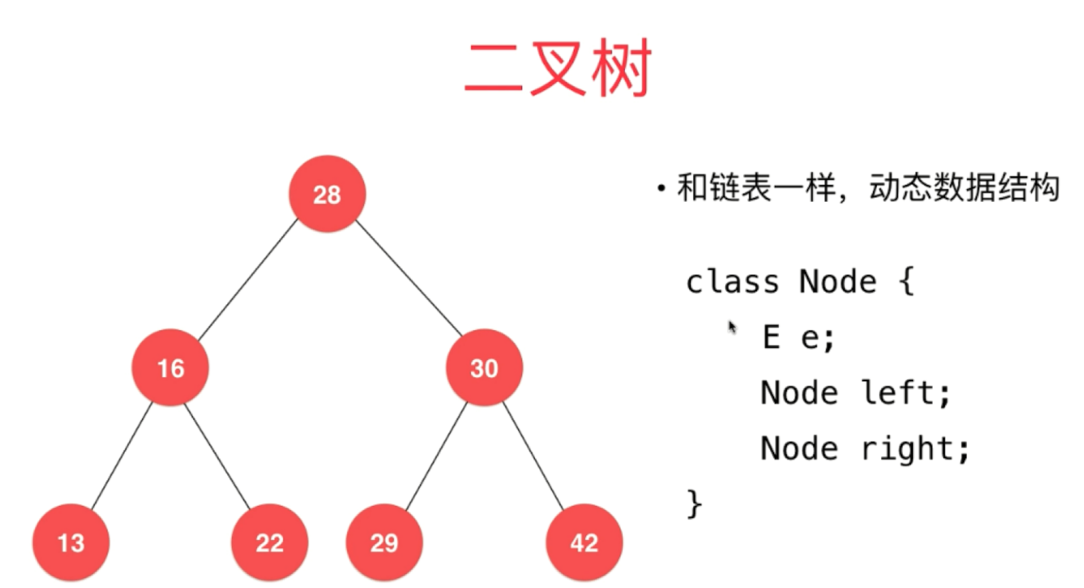 二叉树
28
16
30
13
22
29
42
• 和链表一样，动态数据结构
class Node {
E e;
Node left;
Node right;
}